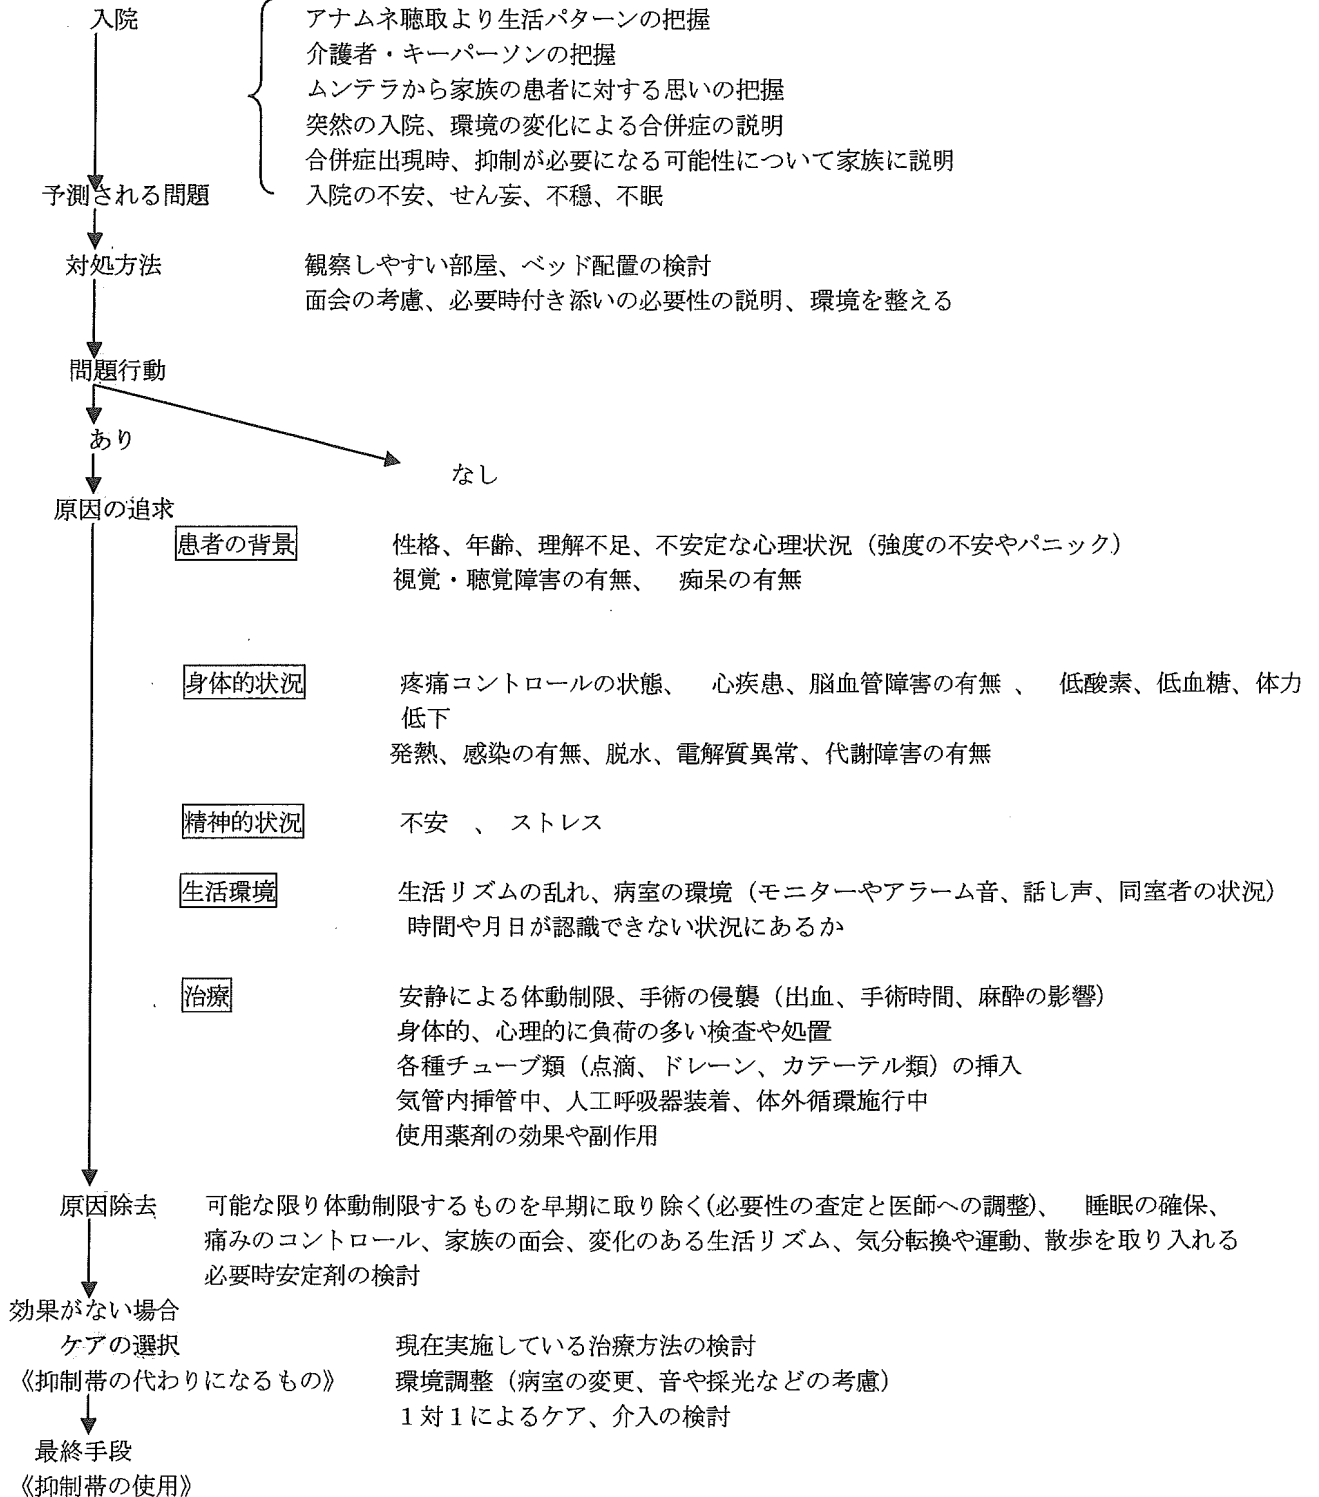 入院 アナムネ聴取より生活パターンの把握
介護者・キーパーソンの把握
ムンテラから家族の患者に対する思いの把握
突然の入院、環境の変化による合併症の説明
合併症出現時、抑制が必要になる可能性について家族に説明
予測される問題 入院の不安、せん妄、不穏、不眠
対処方法 観察しやすい部屋、ベッド配置の検討
面会の考慮、必要時付き添いの必要性の説明、環境を整える
問題行動
あり
なし
原因の追求
患者の背景 性格、年齢、理解不足、不安定な心理状況（強度の不安やパニック）
視覚・聴覚障害の有無、 痴呆の有無
身体的状況 疼痛コントロールの状態、 心疾患、脳血管障害の有無 、 低酸素、低血糖、体力
低下
発熱、感染の有無、脱水、電解質異常、代謝障害の有無
精神的状況 不安 、 ストレス
生活環境 生活リズムの乱れ、病室の環境（モニターやアラーム音、話し声、同室者の状況）
時間や月日が認識できない状況にあるか
治療 安静による体動制限、手術の侵襲（出血、手術時間、麻酔の影響）
身体的、心理的に負荷の多い検査や処置
各種チューブ類（点滴、ドレーン、カテーテル類）の挿入
気管内挿管中、人工呼吸器装着、体外循環施行中
使用薬剤の効果や副作用
原因除去 可能な限り体動制限するものを早期に取り除く(必要性の査定と医師への調整)、 睡眠の確保、
痛みのコントロール、家族の面会、変化のある生活リズム、気分転換や運動、散歩を取り入れる
必要時安定剤の検討
効果がない場合
ケアの選択 現在実施している治療方法の検討
《抑制帯の代わりになるもの》 環境調整（病室の変更、音や採光などの考慮）
１対１によるケア、介入の検討
最終手段
《抑制帯の使用》